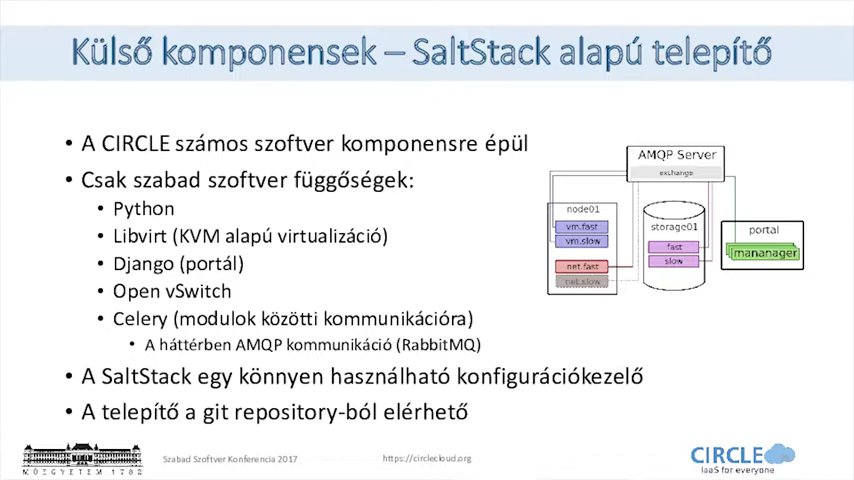 Külső komponensek – SaltStack alapú telepítő
• A CIRCLE számos szoftver komponensre épül
• Csak szabad szoftver függőségek:
• Python
• Libvirt (KVM alapú virtualizáció)
• Django (portál)
• Open vSwitch
• Celery (modulok közötti kommunikációra)
• A háttérben AMQP kommunikáció (RabbitMQ)
• A SaltStack egy könnyen használható konfigurációkezelő
• A telepítő a git repository-ból elérhető
AMQP Server
exchange
node01
vm.fast
vm.slow
net.fast
net.slow
storage01
fast
slow
portal
mananager
MŰEGYETEM 1782
Szabad Szoftver Konferencia 2017
https://circlecloud.org
CIRCLE
IaaS for everyone